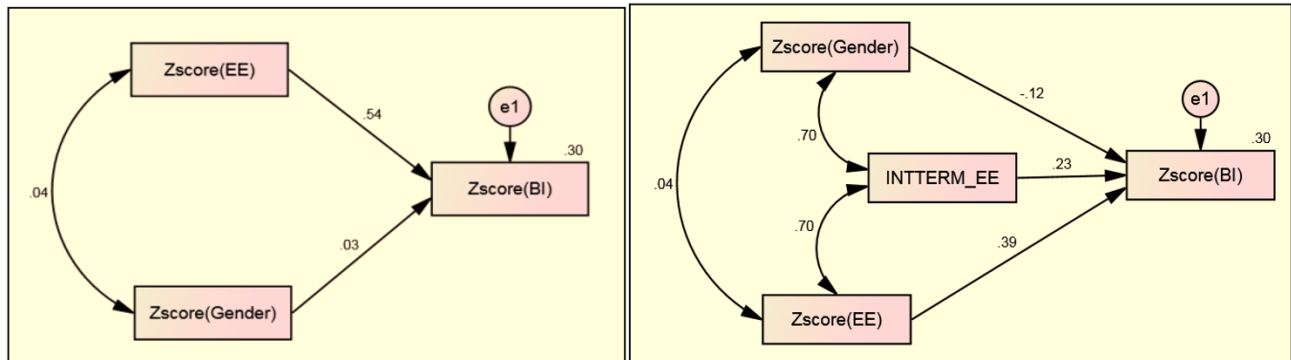 Zscore(EE)
.54
e1
.30
Zscore(BI)
.04
.03
Zscore(Gender)
Zscore(Gender)
-.12
e1
.30
.70
INTTERM_EE
.23
Zscore(BI)
.04
.70
.39
Zscore(EE)